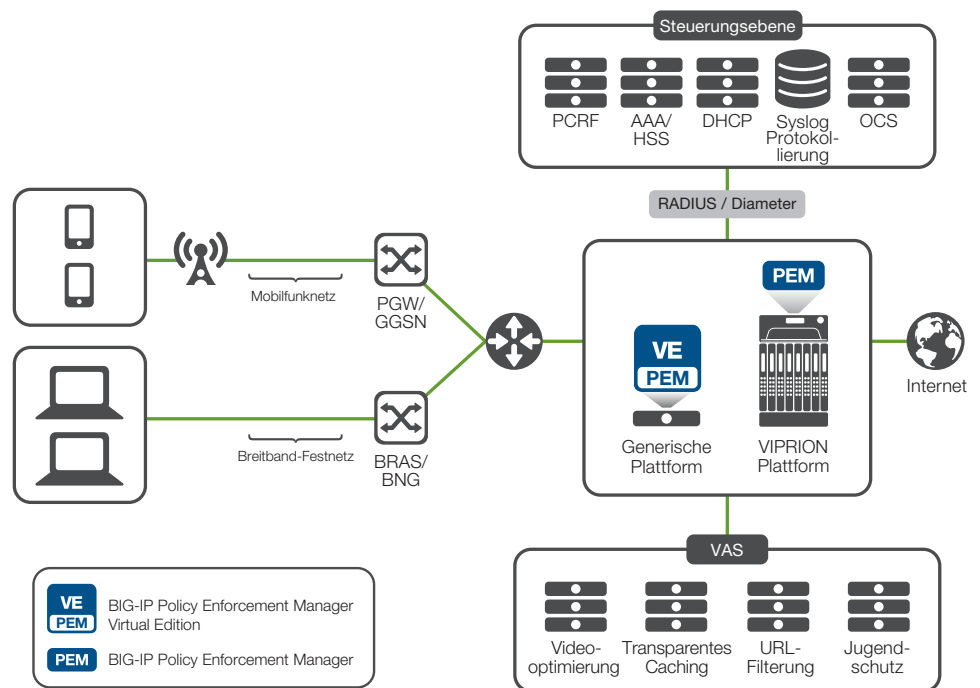 Steuerungsebene
PCRF
AAA/
HSS
DHCP
Syslog
Protokol-
lierung
OCS
RADIUS / Diameter
Mobilfunknetz
PGW/
GGSN
PEM
VE
PEM
Internet
Generische
Plattform
VIPRION
Plattform
Breitband-Festnetz
BRAS/
BNG
VAS
Video-
optimierung
Transparentes
Caching
URL-
Filterung
Jugend-
schutz
VE
PEM
BIG-IP Policy Enforcement Manager
Virtual Edition
PEM
BIG-IP Policy Enforcement Manager